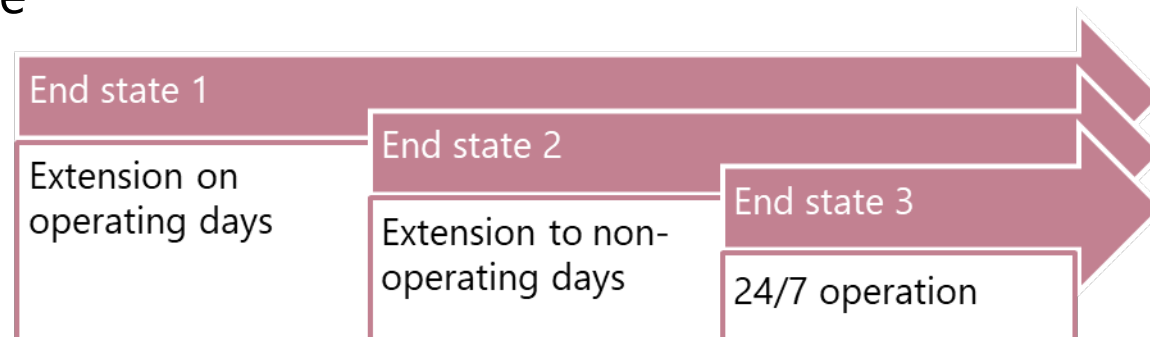 End state 1
Extension on
operating days
End state 2
Extension to non-
operating days
End state 3
24/7 operation